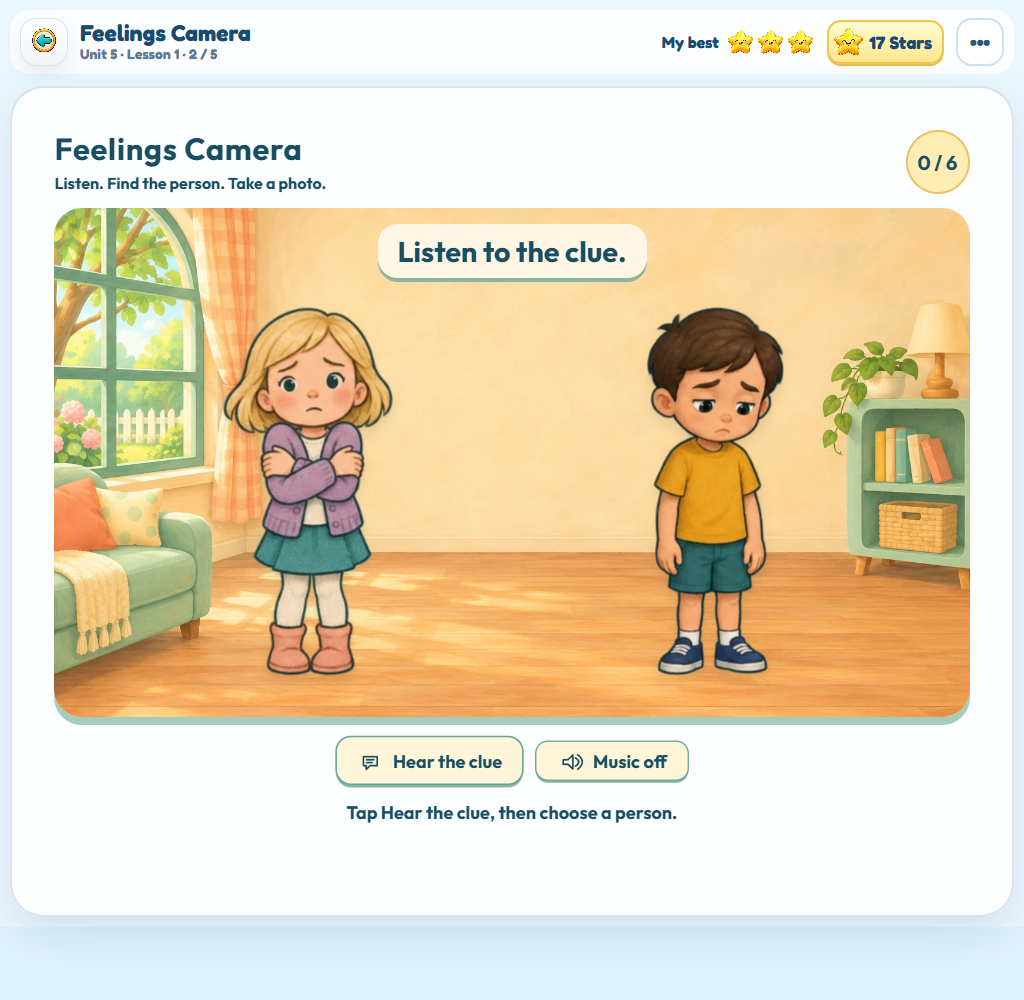 Feelings Camera
Unit 5 · Lesson 1 · 2 / 5
My best
17 Stars
Feelings Camera
Listen. Find the person. Take a photo.
0 / 6
Listen to the clue.
Hear the clue
Music off
Tap Hear the clue, then choose a person.